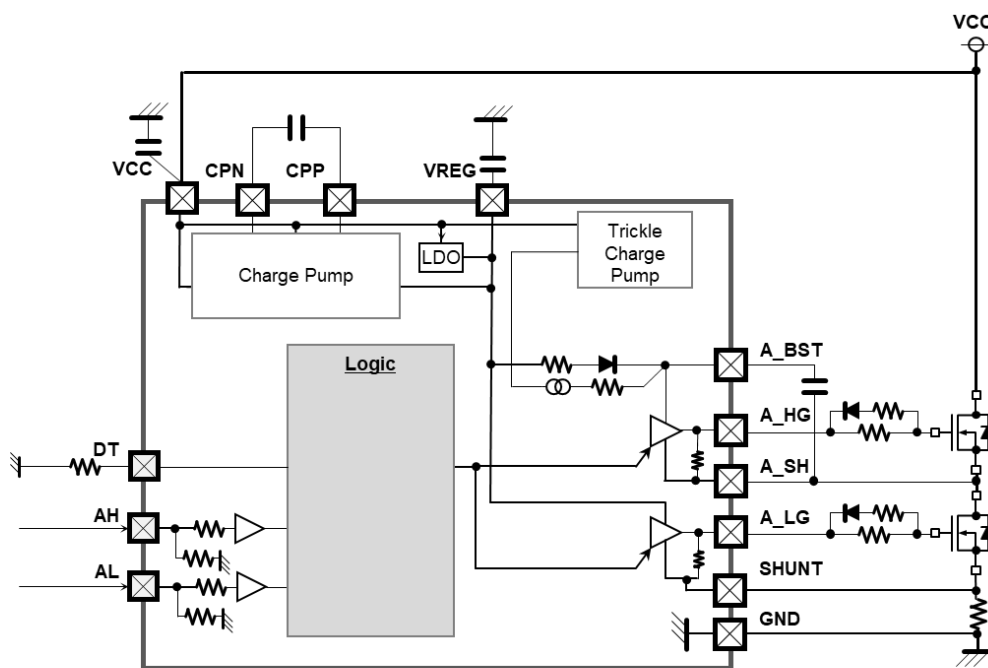 VCC
VCC
CPN
CPP
VREG
Trickle
Charge
Pump
LDO
Charge Pump
Logic
A_BST
A_HG
DT
A_SH
AH
A_LG
AL
SHUNT
GND